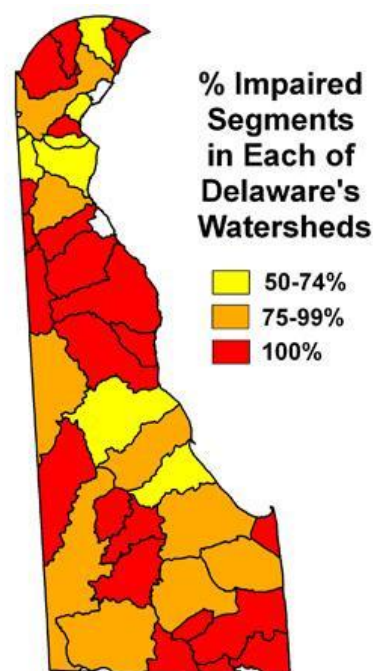 % Impaired
Segments
in Each of
Delaware's
Watersheds
50-74%
75-99%
100%